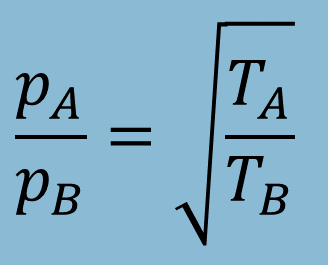 p_A/p_B = √(T_A/T_B)